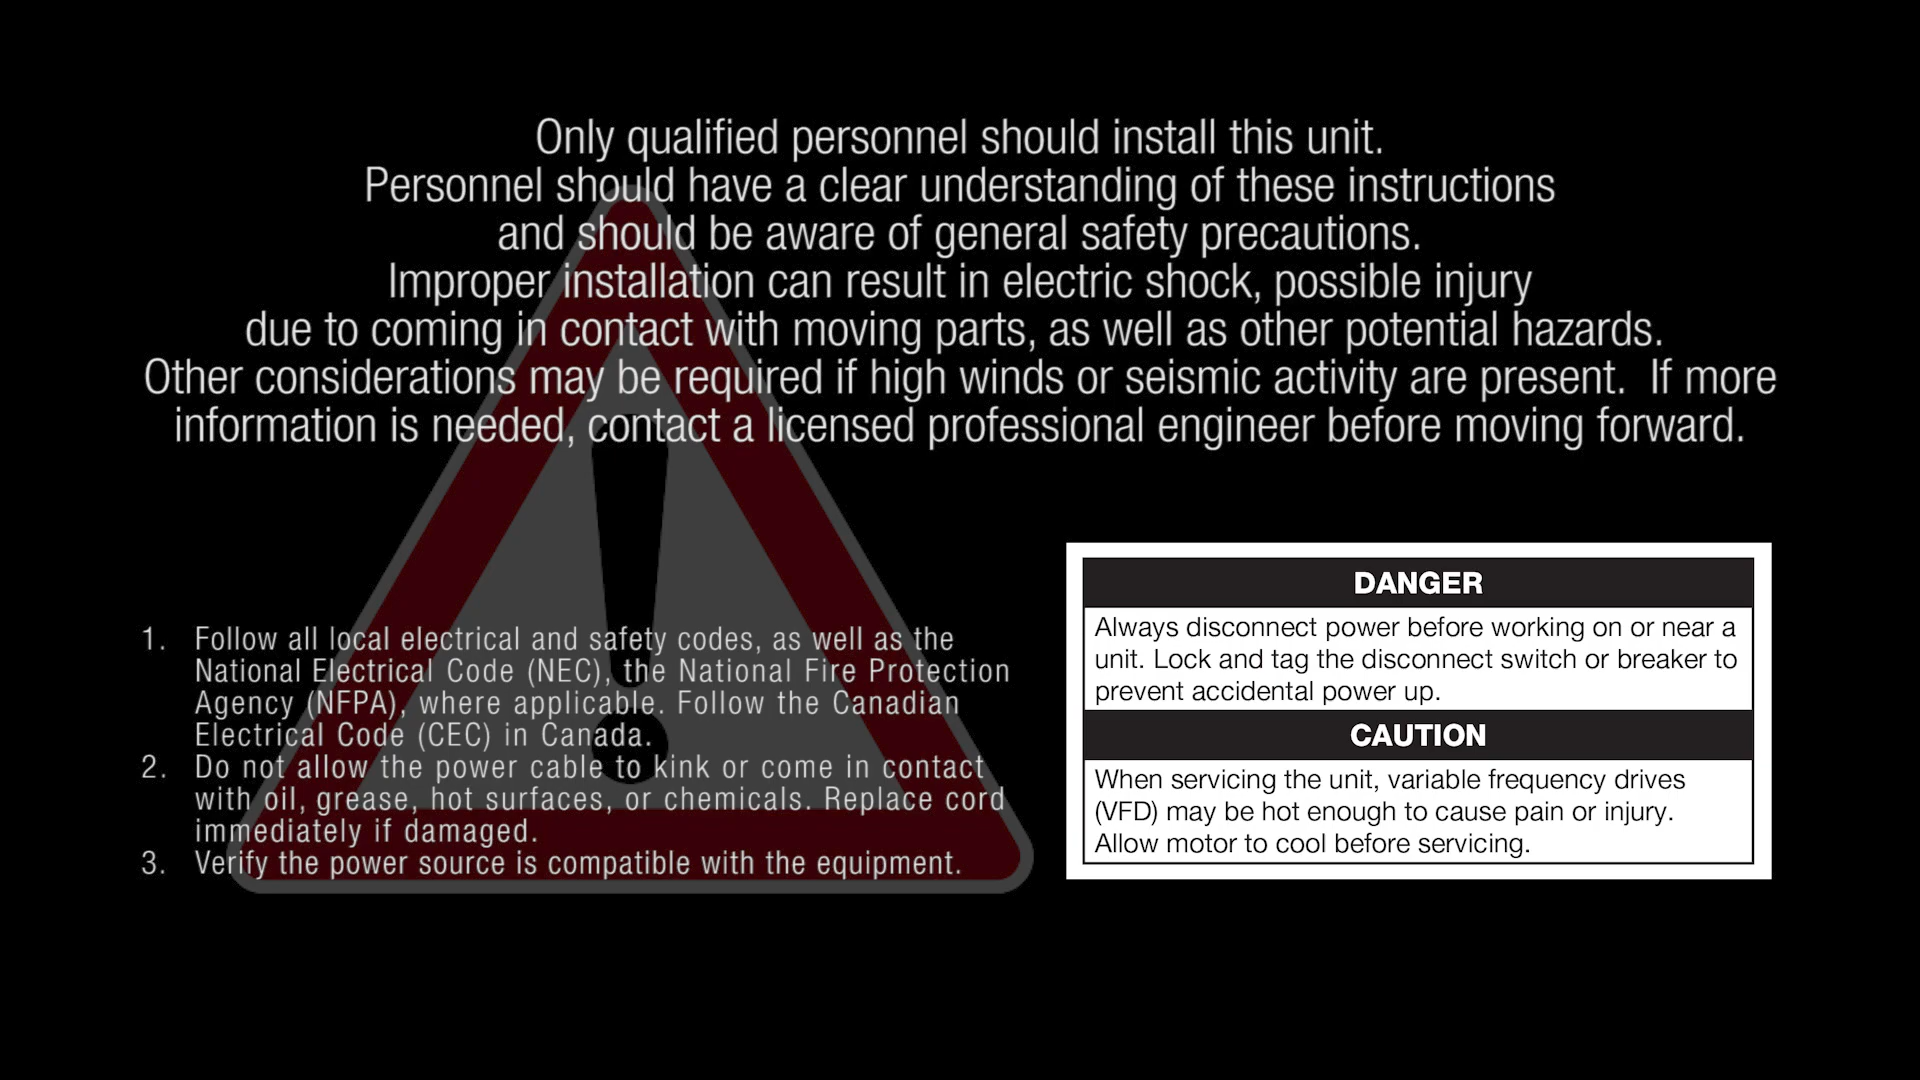 Only qualified personnel should install this unit.
Personnel should have a clear understanding of these instructions
and should be aware of general safety precautions.
Improper installation can result in electric shock, possible injury
due to coming in contact with moving parts, as well as other potential hazards.
Other considerations may be required if high winds or seismic activity are present.  If more
information is needed, contact a licensed professional engineer before moving forward.
1. Follow all local electrical and safety codes, as well as the
National Electrical Code (NEC), the National Fire Protection
Agency (NFPA), where applicable. Follow the Canadian
Electrical Code (CEC) in Canada.
2. Do not allow the power cable to kink or come in contact
with oil, grease, hot surfaces, or chemicals. Replace cord
immediately if damaged.
3. Verify the power source is compatible with the equipment.
DANGER
Always disconnect power before working on or near a
unit. Lock and tag the disconnect switch or breaker to
prevent accidental power up.
CAUTION
When servicing the unit, variable frequency drives
(VFD) may be hot enough to cause pain or injury.
Allow motor to cool before servicing.